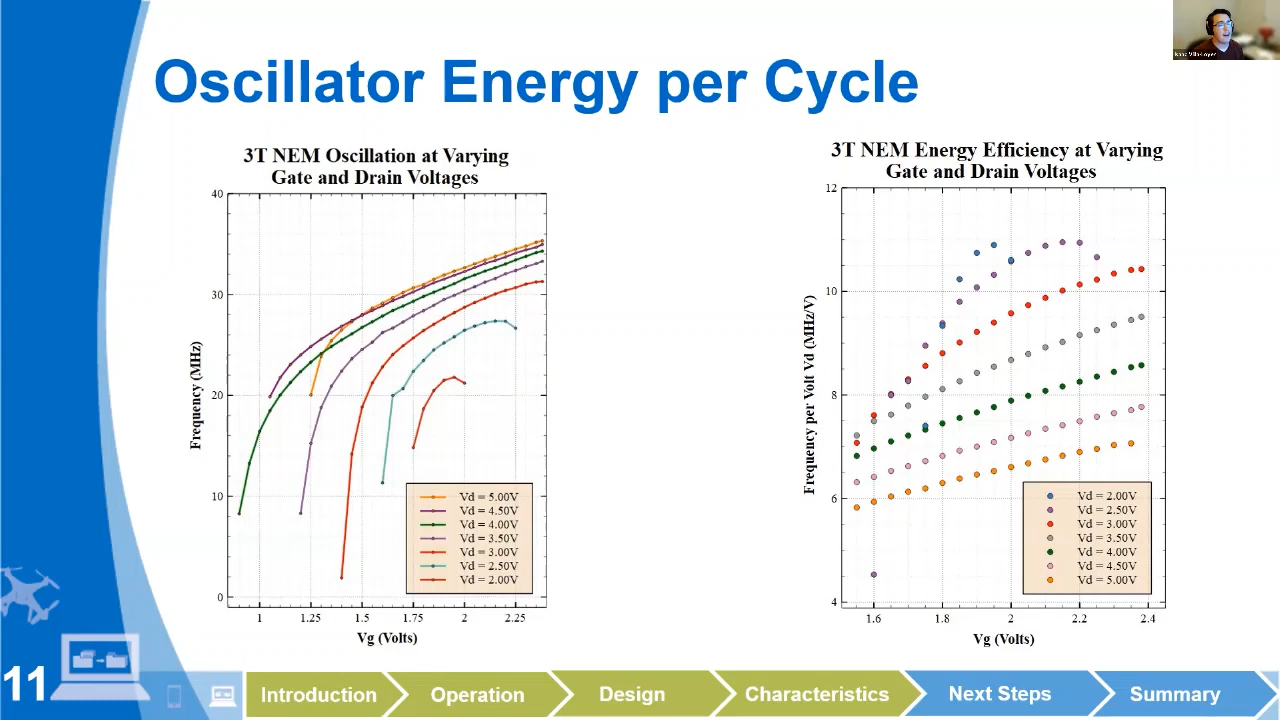 Oscillator Energy per Cycle
3T NEM Oscillation at Varying
Gate and Drain Voltages
40
30
20
10
0
Frequency (MHz)
1
1.25
1.5
1.75
2
2.25
Vg (Volts)
Vd = 5.00V
Vd = 4.50V
Vd = 4.00V
Vd = 3.50V
Vd = 3.00V
Vd = 2.50V
Vd = 2.00V
3T NEM Energy Efficiency at Varying
Gate and Drain Voltages
12
10
8
6
4
Frequency per Volt Vd (MHz/V)
1.6
1.8
2
2.2
2.4
Vg (Volts)
Vd = 2.00V
Vd = 2.50V
Vd = 3.00V
Vd = 3.50V
Vd = 4.00V
Vd = 4.50V
Vd = 5.00V
11
Introduction
Operation
Design
Characteristics
Next Steps
Summary